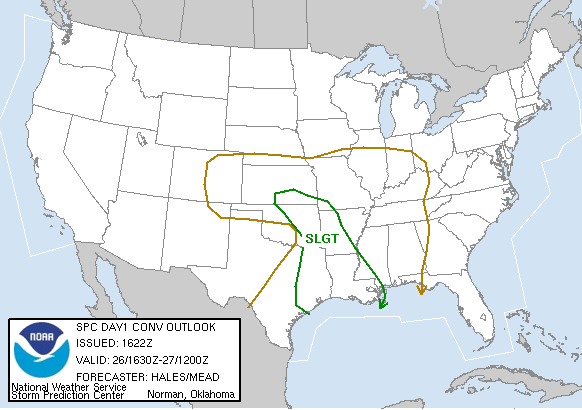 SLGT
SPC DAY1 CONV OUTLOOK
ISSUED: 1622Z
VALID: 26/1630Z-27/1200Z
FORECASTER: HALES/MEAD
National Weather Service
Storm Prediction Center Norman, Oklahoma
NOAA